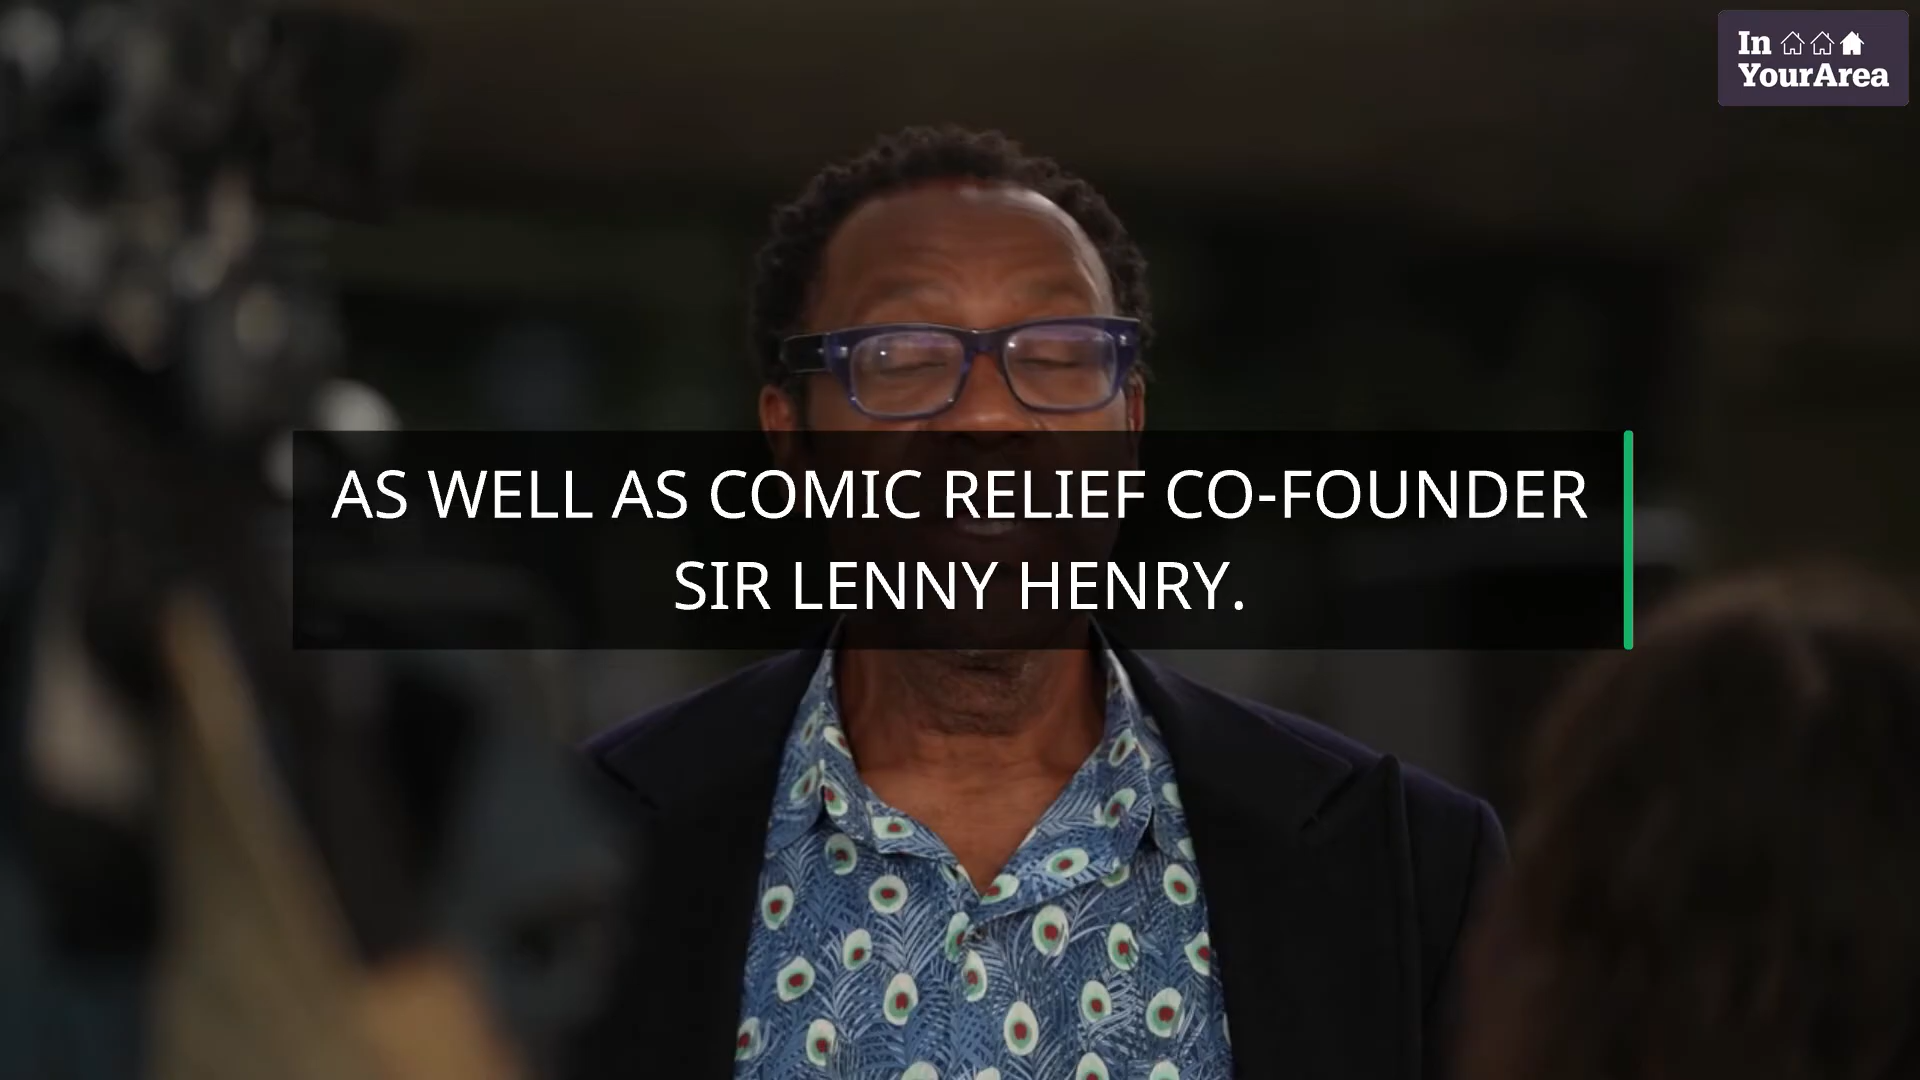 In
YourArea
AS WELL AS COMIC RELIEF CO-FOUNDER
SIR LENNY HENRY.